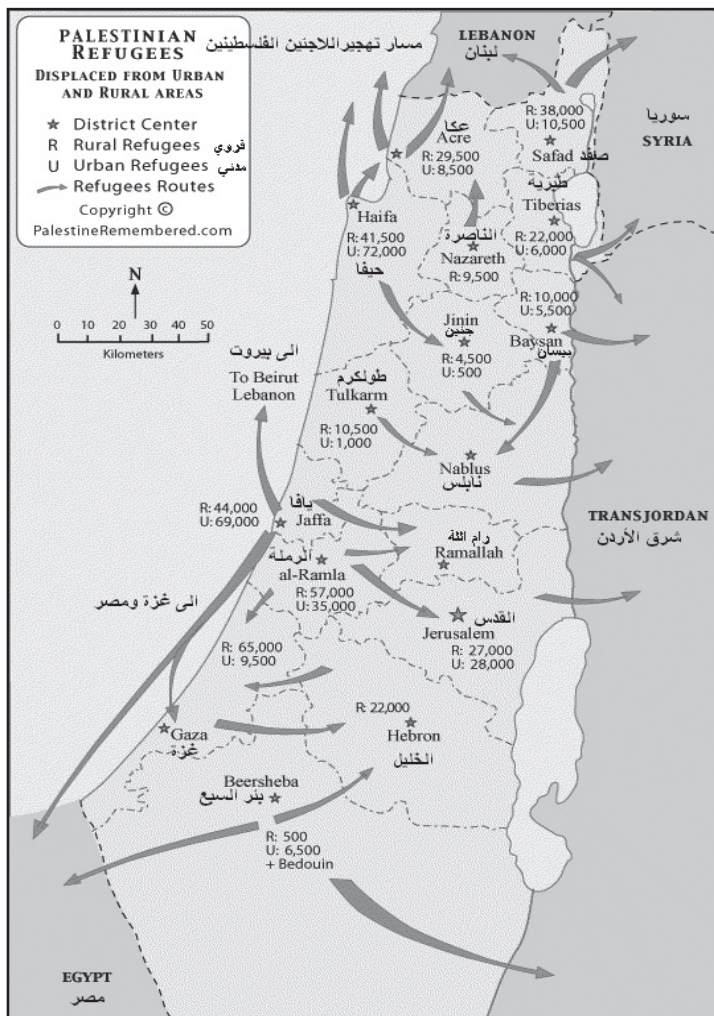 PALESTINIAN
REFUGEES
DISPLACED FROM URBAN
AND RURAL AREAS
District Center
R Rural Refugees قروي
U Urban Refugees مدني
Refugees Routes
Copyright ©
PalestineRemembered.com
مسار تهجير اللاجئين الفلسطينين
LEBANON
لبنان
سوريا
SYRIA
R: 38,000
U: 10,500
Safad صفد
عكا
Acre
R: 29,500
U: 8,500
طبرية
Tiberias
R: 22,000
U: 6,000
Haifa
R: 41,500
U: 72,000
حيفا
الناصرة
Nazareth
R: 9,500
N
0 10 20 30 40 50
Kilometers
R: 10,000
U: 5,500
Baysan
بيسان
Jinin
جنين
R: 4,500
U: 500
الى بيروت
To Beirut
Lebanon
طولكرم
Tulkarm
R: 10,500
U: 1,000
Nablus
نابلس
R: 44,000
U: 69,000
يافا
Jaffa
رام الله
Ramallah
TRANSJORDAN
شرق الأردن
الرملة
al-Ramla
R: 57,000
U: 35,000
الى غزة ومصر
القدس
Jerusalem
R: 27,000
U: 28,000
R: 65,000
U: 9,500
Gaza
غزة
R: 22,000
Hebron
الخليل
Beersheba
بئر السبع
R: 500
U: 6,500
+ Bedouin
EGYPT
مصر